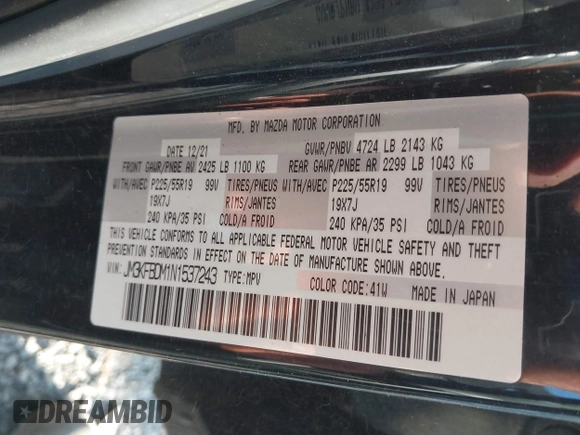 MFD. BY MAZDA MOTOR CORPORATION
DATE 12/21 GVWR/PNBV 4724 LB 2143 KG
FRONT GAWR/PNBE AV 2425 LB 1100 KG REAR GAWR/PNBE AR 2299 LB 1043 KG
WITH/AVEC P225/55R19 99V TIRES/PNEUS WITH/AVEC P225/55R19 99V TIRES/PNEUS
19X7J RIMS/JANTES 19X7J RIMS/JANTES
240 KPA/35 PSI COLD/A FROID 240 KPA/35 PSI COLD/A FROID
THIS VEHICLE CONFORMS TO ALL APPLICABLE FEDERAL MOTOR VEHICLE SAFETY AND THEFT
PREVENTION STANDARDS IN EFFECT ON THE DATE OF MANUFACTURE SHOWN ABOVE.
VIN: JM3KFBDM1N1537243 TYPE:MPV
COLOR CODE:41W MADE IN JAPAN
DREAMBID